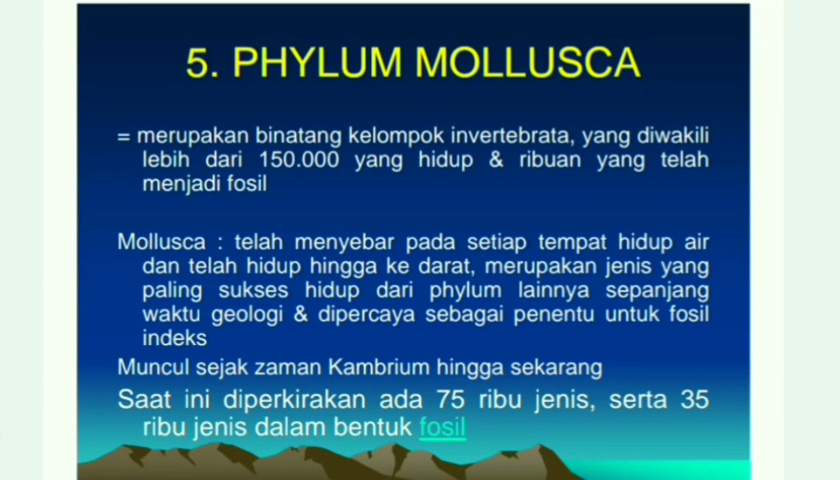 5. PHYLUM MOLLUSCA
= merupakan binatang kelompok invertebrata, yang diwakili
lebih dari 150.000 yang hidup & ribuan yang telah
menjadi fosil
Mollusca : telah menyebar pada setiap tempat hidup air
dan telah hidup hingga ke darat, merupakan jenis yang
paling sukses hidup dari phylum lainnya sepanjang
waktu geologi & dipercaya sebagai penentu untuk fosil
indeks
Muncul sejak zaman Kambrium hingga sekarang
Saat ini diperkirakan ada 75 ribu jenis, serta 35
ribu jenis dalam bentuk fosil